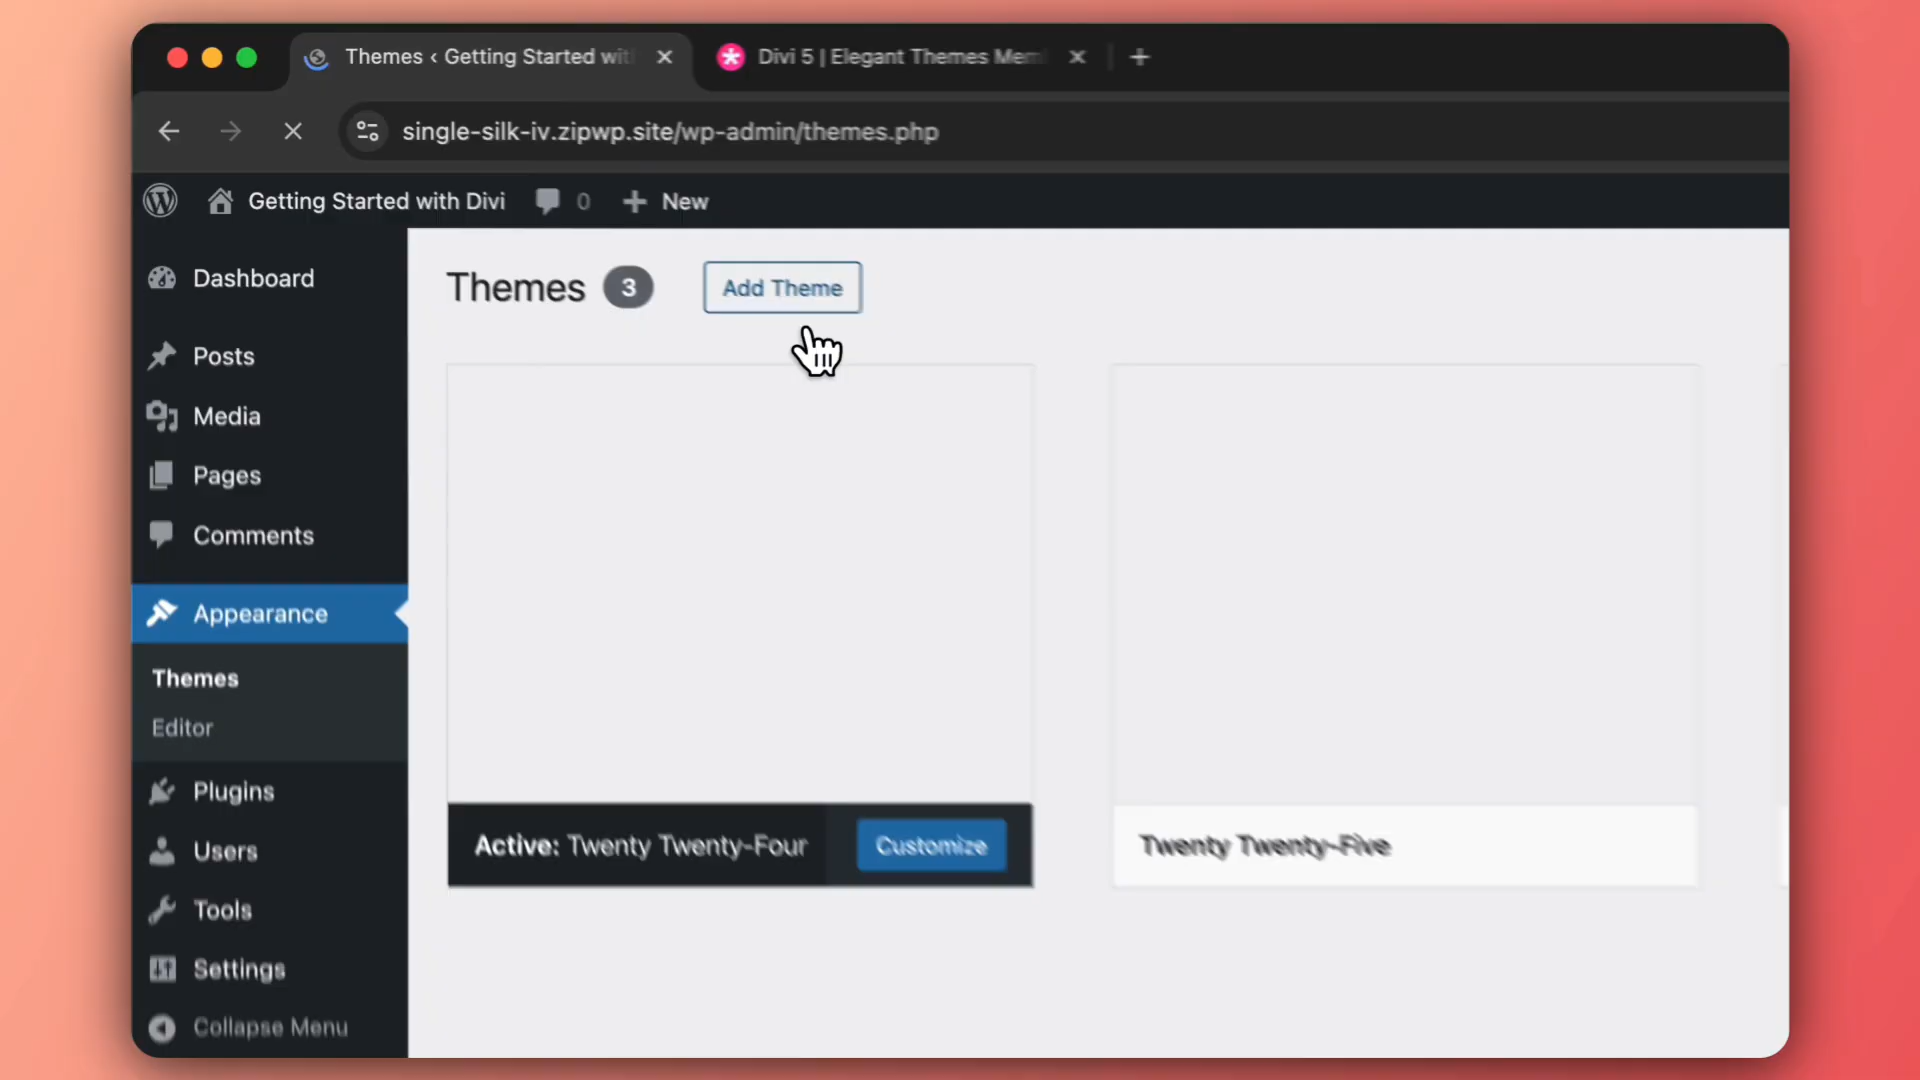 Themes ‹ Getting Started wit
Divi 5 | Elegant Themes Mem
single-silk-iv.zipwp.site/wp-admin/themes.php
Getting Started with Divi
0
New
Dashboard
Posts
Media
Pages
Comments
Appearance
Themes
Editor
Plugins
Users
Tools
Settings
Collapse Menu
Themes 3
Add Theme
Active: Twenty Twenty-Four
Customize
Twenty Twenty-Five